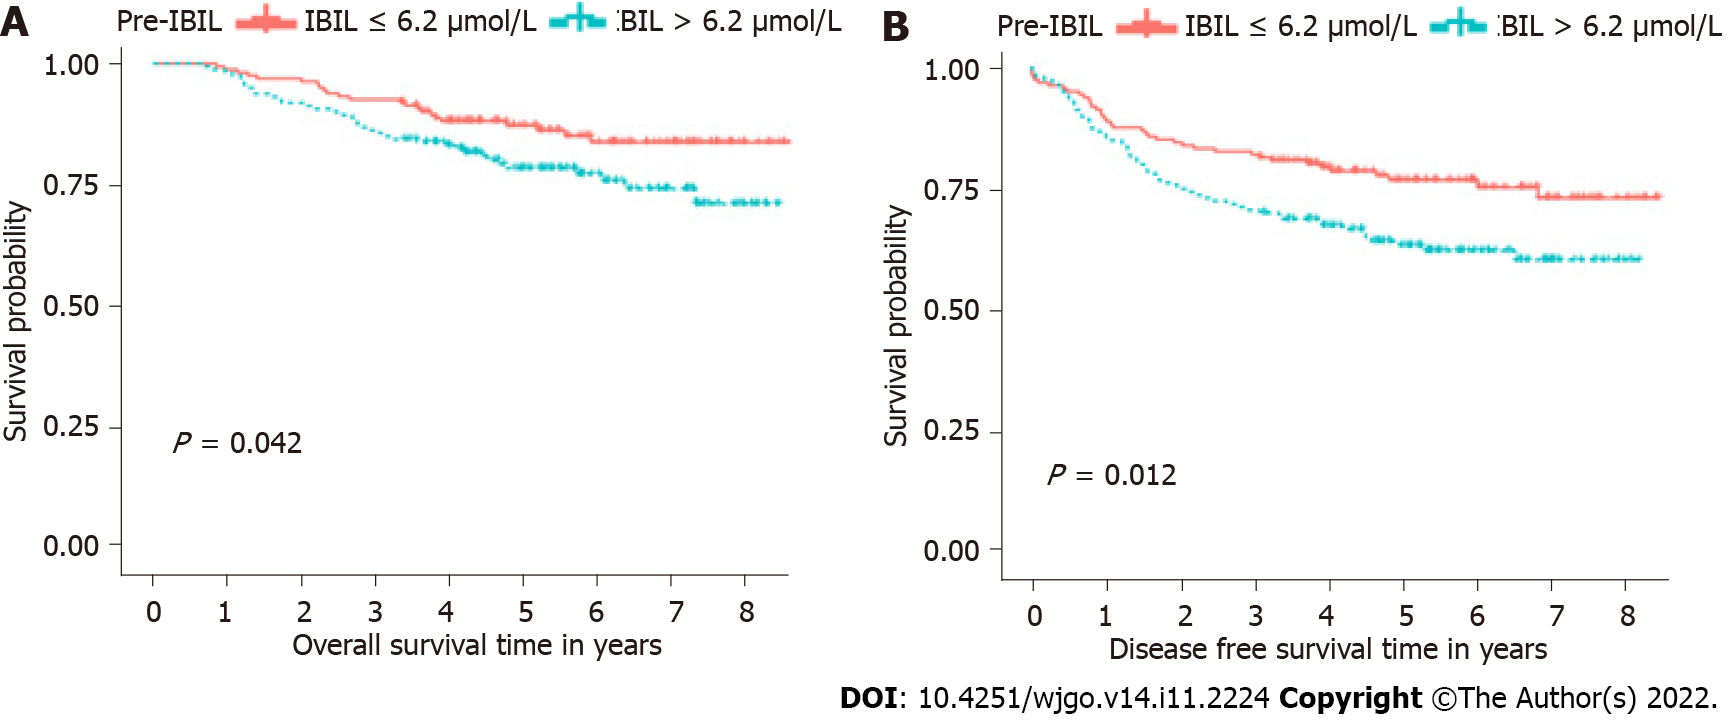 A
Pre-IBIL IBIL ≤ 6.2 μmol/L IBIL > 6.2 μmol/L
1.00
0.75
0.50
0.25
0.00
Survival probability
P = 0.042
0 1 2 3 4 5 6 7 8
Overall survival time in years
B
Pre-IBIL IBIL ≤ 6.2 μmol/L IBIL > 6.2 μmol/L
1.00
0.75
0.50
0.25
0.00
Survival probability
P = 0.012
0 1 2 3 4 5 6 7 8
Disease free survival time in years
DOI: 10.4251/wjgo.v14.i11.2224 Copyright ©The Author(s) 2022.